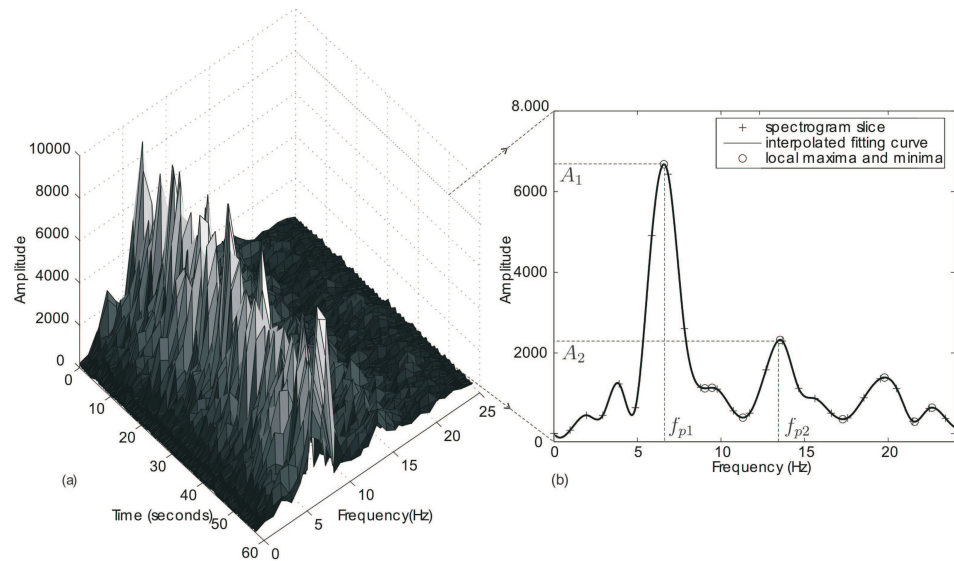 10000
8000
6000
4000
2000
0
Amplitude
0
10
20
30
40
50
60
Time (seconds)
0
5
10
15
20
25
Frequency(Hz)
(a)
8.000
6000
4000
2000
0
Amplitude
+ spectrogram slice
interpolated fitting curve
local maxima and minima
A1
A2
fp1
fp2
0
5
10
15
20
Frequency (Hz)
(b)